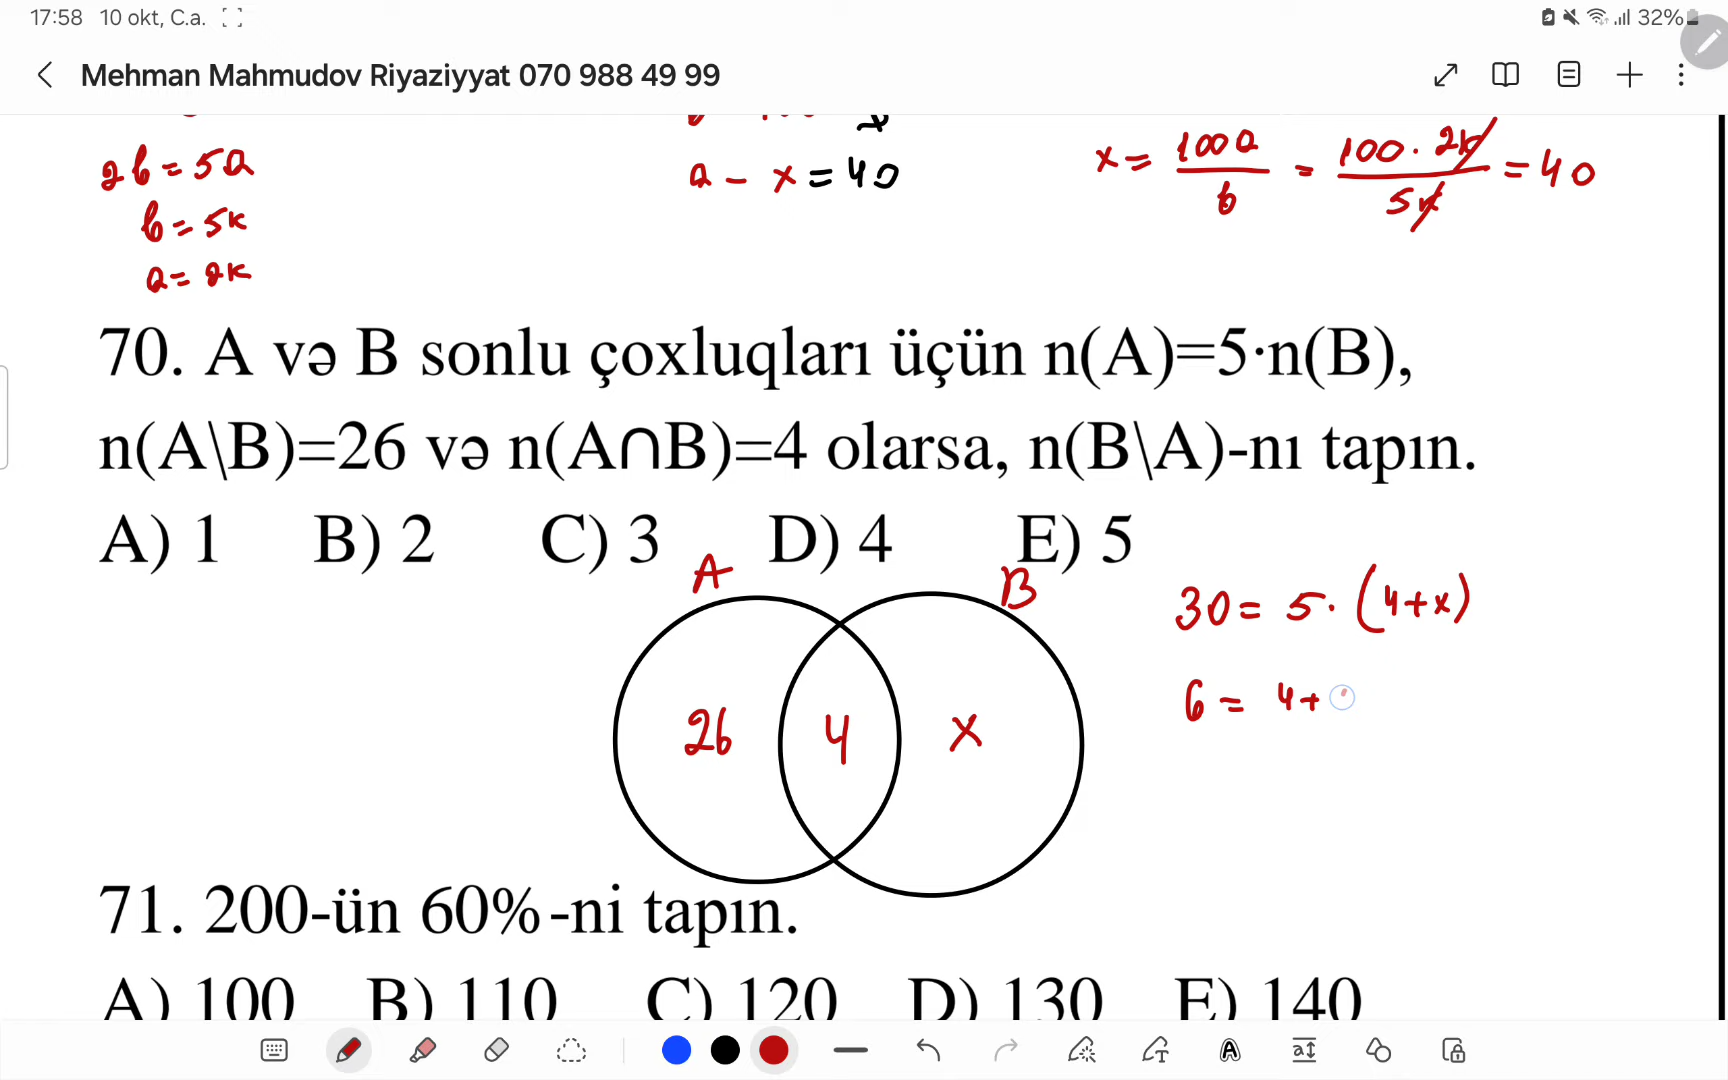 17:58 10 okt, C.a. 32%
Mehman Mahmudov Riyaziyyat 070 988 49 99
2b=5a
b=5k
a=2k
a - x = 40
x = 100a/b = 100·2k/5k = 40
70. A və B sonlu çoxluqları üçün n(A)=5·n(B),
n(A\B)=26 və n(A∩B)=4 olarsa, n(B\A)-nı tapın.
A) 1 B) 2 C) 3 D) 4 E) 5
A B
30 = 5·(4+x)
26 4 x
6 = 4+
71. 200-ün 60%-ni tapın.
A) 100 B) 110 C) 120 D) 130 E) 140